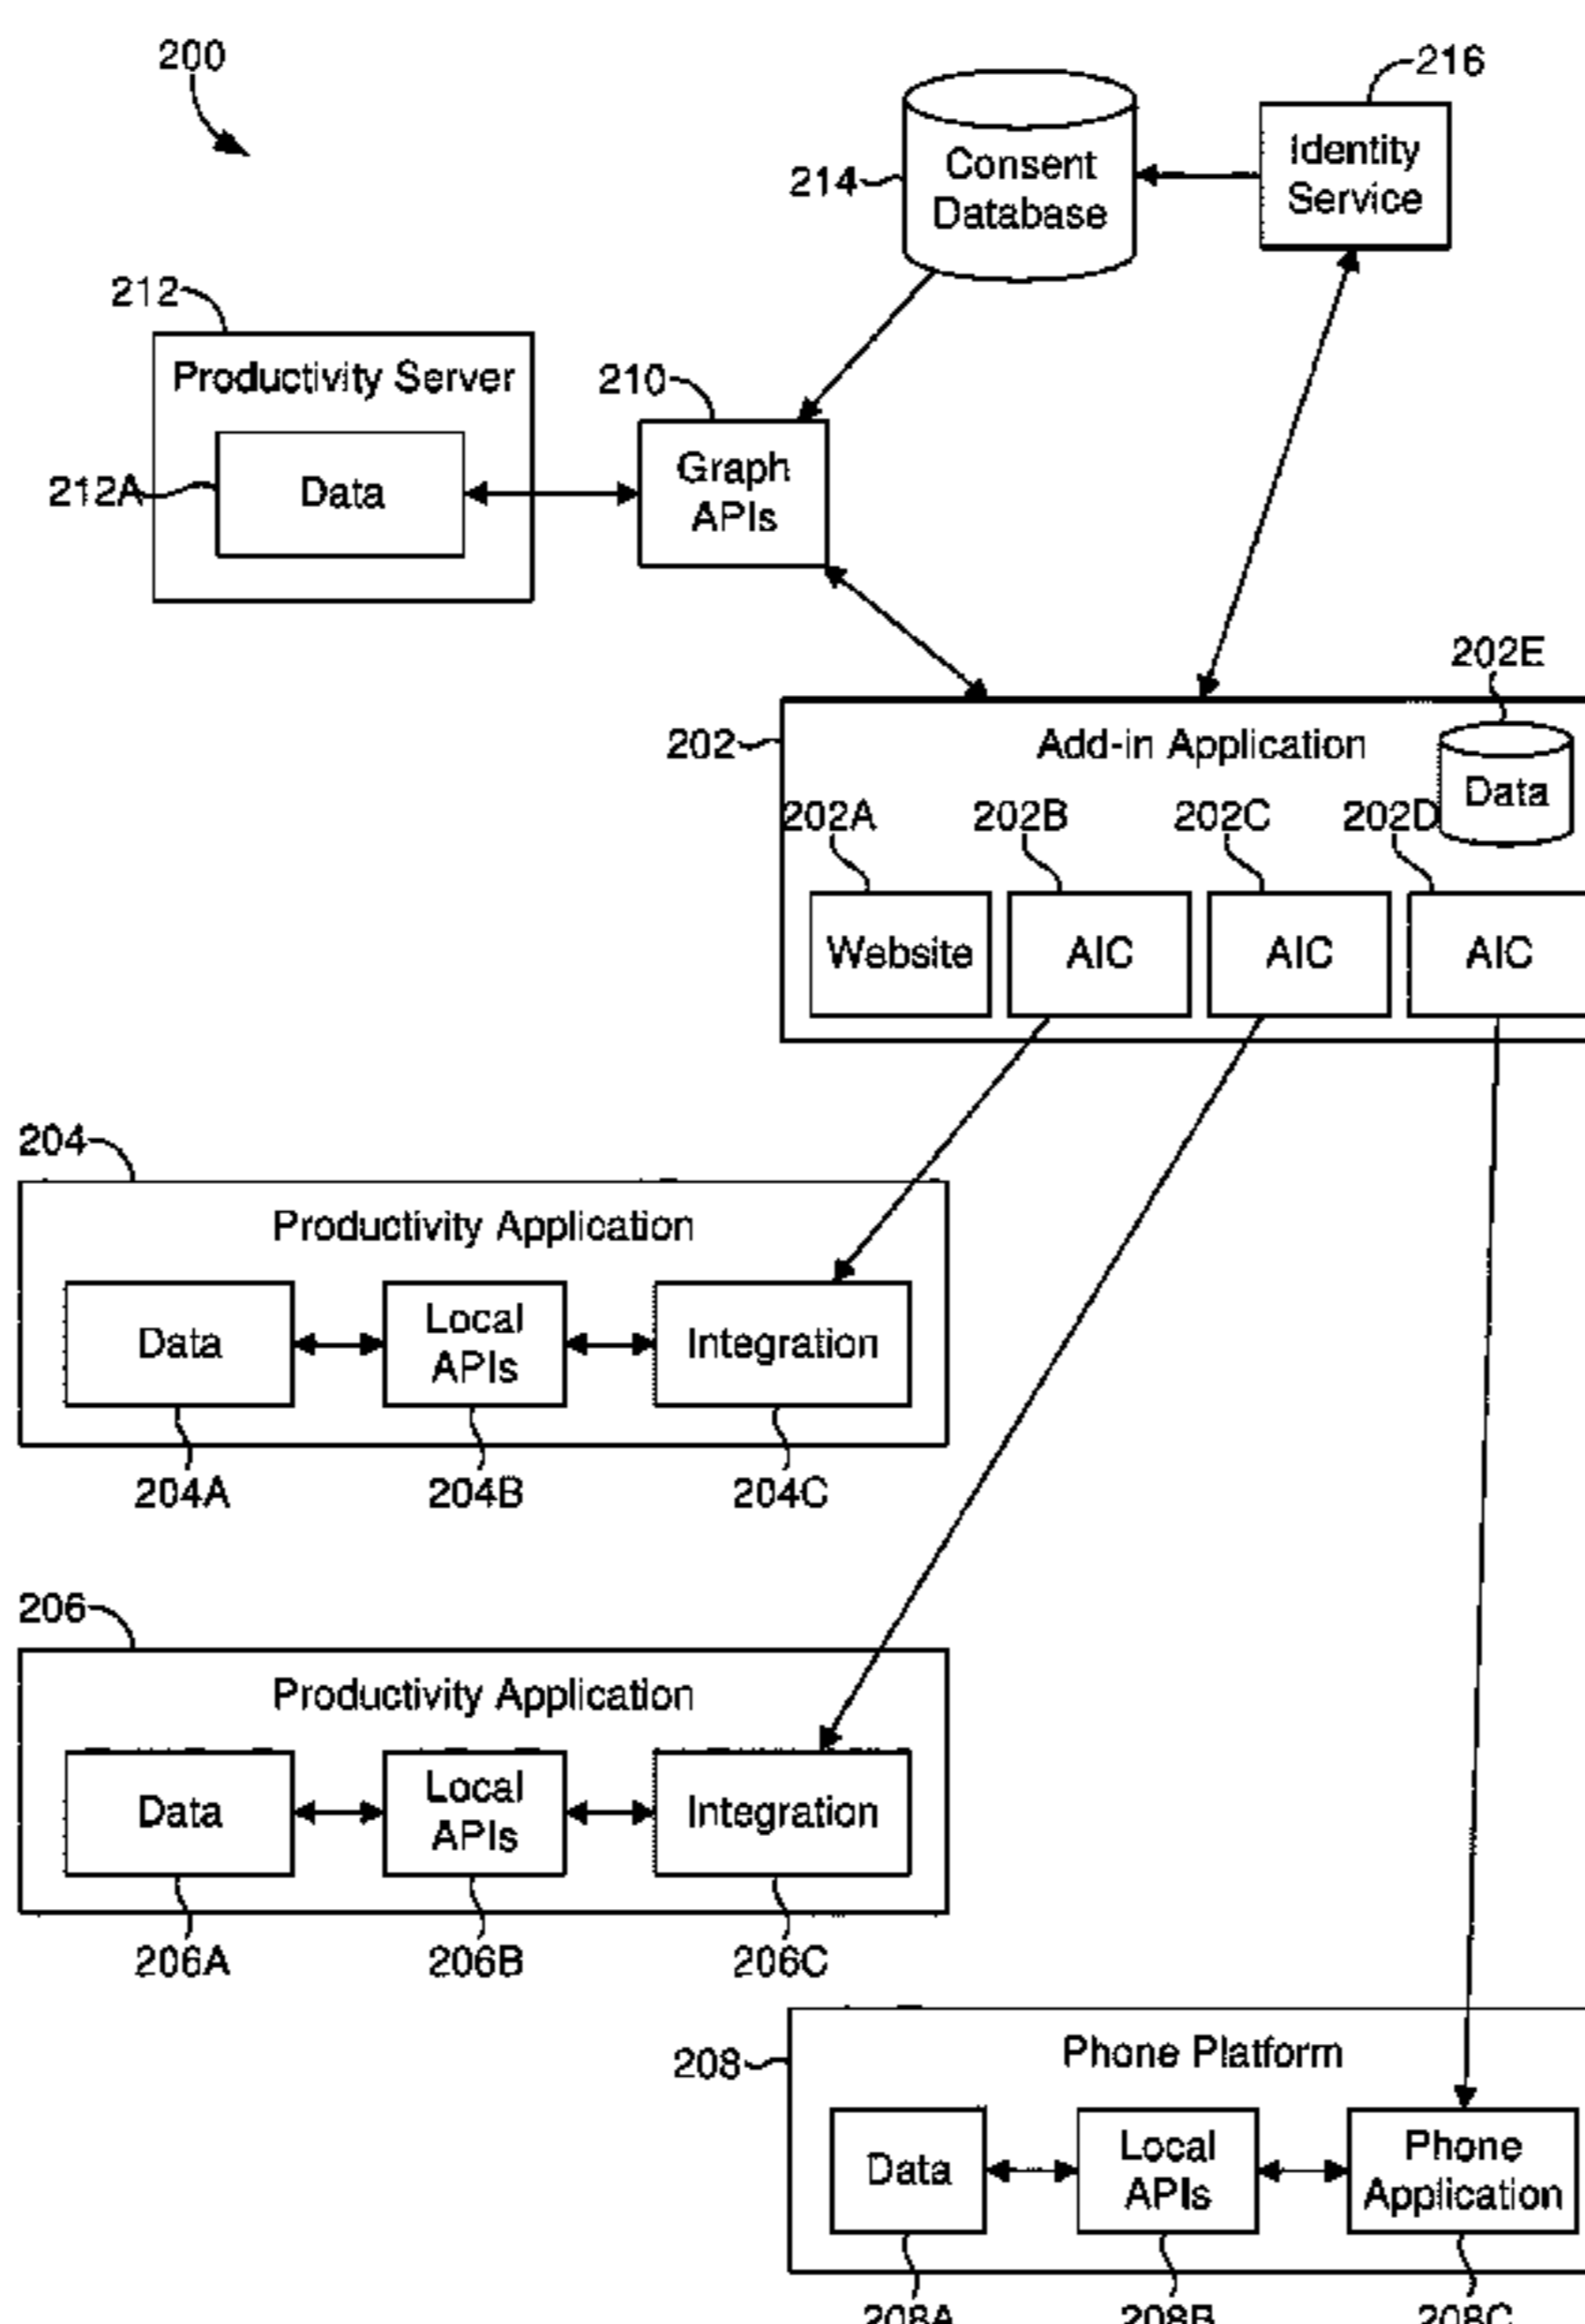 200
216
Consent
Database
214
Identity
Service
212
Productivity Server
210
Graph
APIs
212A
Data
202E
202
Add-in Application
Data
202A
202B
202C
202D
Website
AIC
AIC
AIC
204
Productivity Application
Data
Local
APIs
Integration
204A
204B
204C
206
Productivity Application
Data
Local
APIs
Integration
206A
206B
206C
208
Phone Platform
Data
Local
APIs
Phone
Application
208A
208B
208C